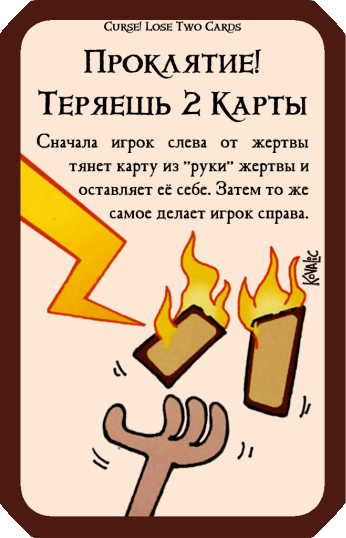 Curse! Lose Two Cards
Проклятие!
Теряешь 2 Карты
Сначала игрок слева от жертвы
тянет карту из "руки" жертвы и
оставляет её себе. Затем то же
самое делает игрок справа.
Kovalic